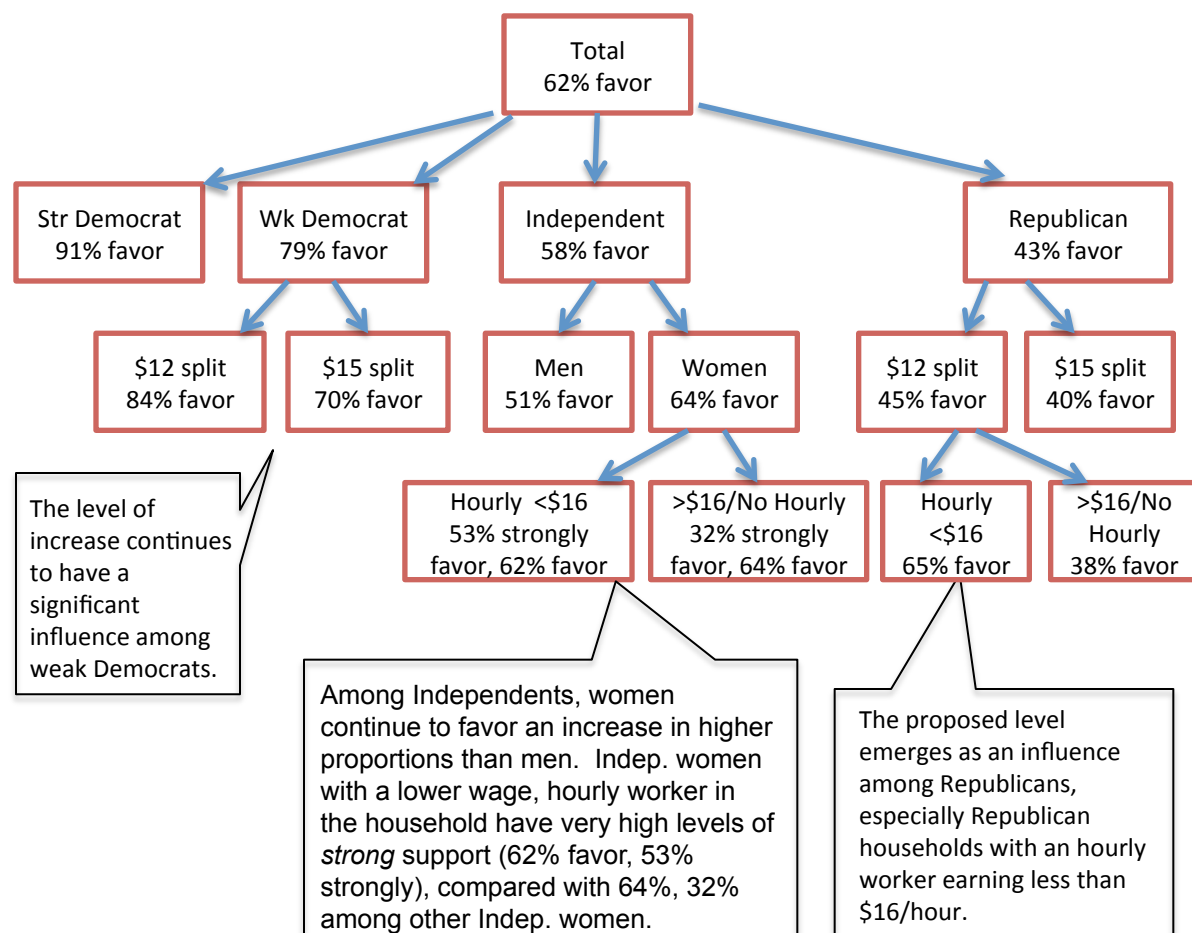 Total
62% favor
Str Democrat
91% favor
Wk Democrat
79% favor
Independent
58% favor
Republican
43% favor
$12 split
84% favor
$15 split
70% favor
Men
51% favor
Women
64% favor
$12 split
45% favor
$15 split
40% favor
Hourly <$16
53% strongly
favor, 62% favor
>$16/No Hourly
32% strongly
favor, 64% favor
Hourly
<$16
65% favor
>$16/No
Hourly
38% favor
The level of
increase continues
to have a
significant
influence among
weak Democrats.
Among Independents, women
continue to favor an increase in higher
proportions than men. Indep. women
with a lower wage, hourly worker in
the household have very high levels of
strong support (62% favor, 53%
strongly), compared with 64%, 32%
among other Indep. women.
The proposed level
emerges as an influence
among Republicans,
especially Republican
households with an hourly
worker earning less than
$16/hour.